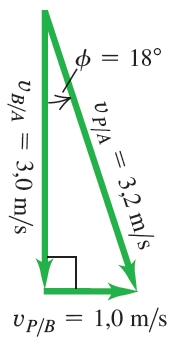 ϕ = 18°
v_B/A = 3,0 m/s
v_P/A = 3,2 m/s
v_P/B = 1,0 m/s